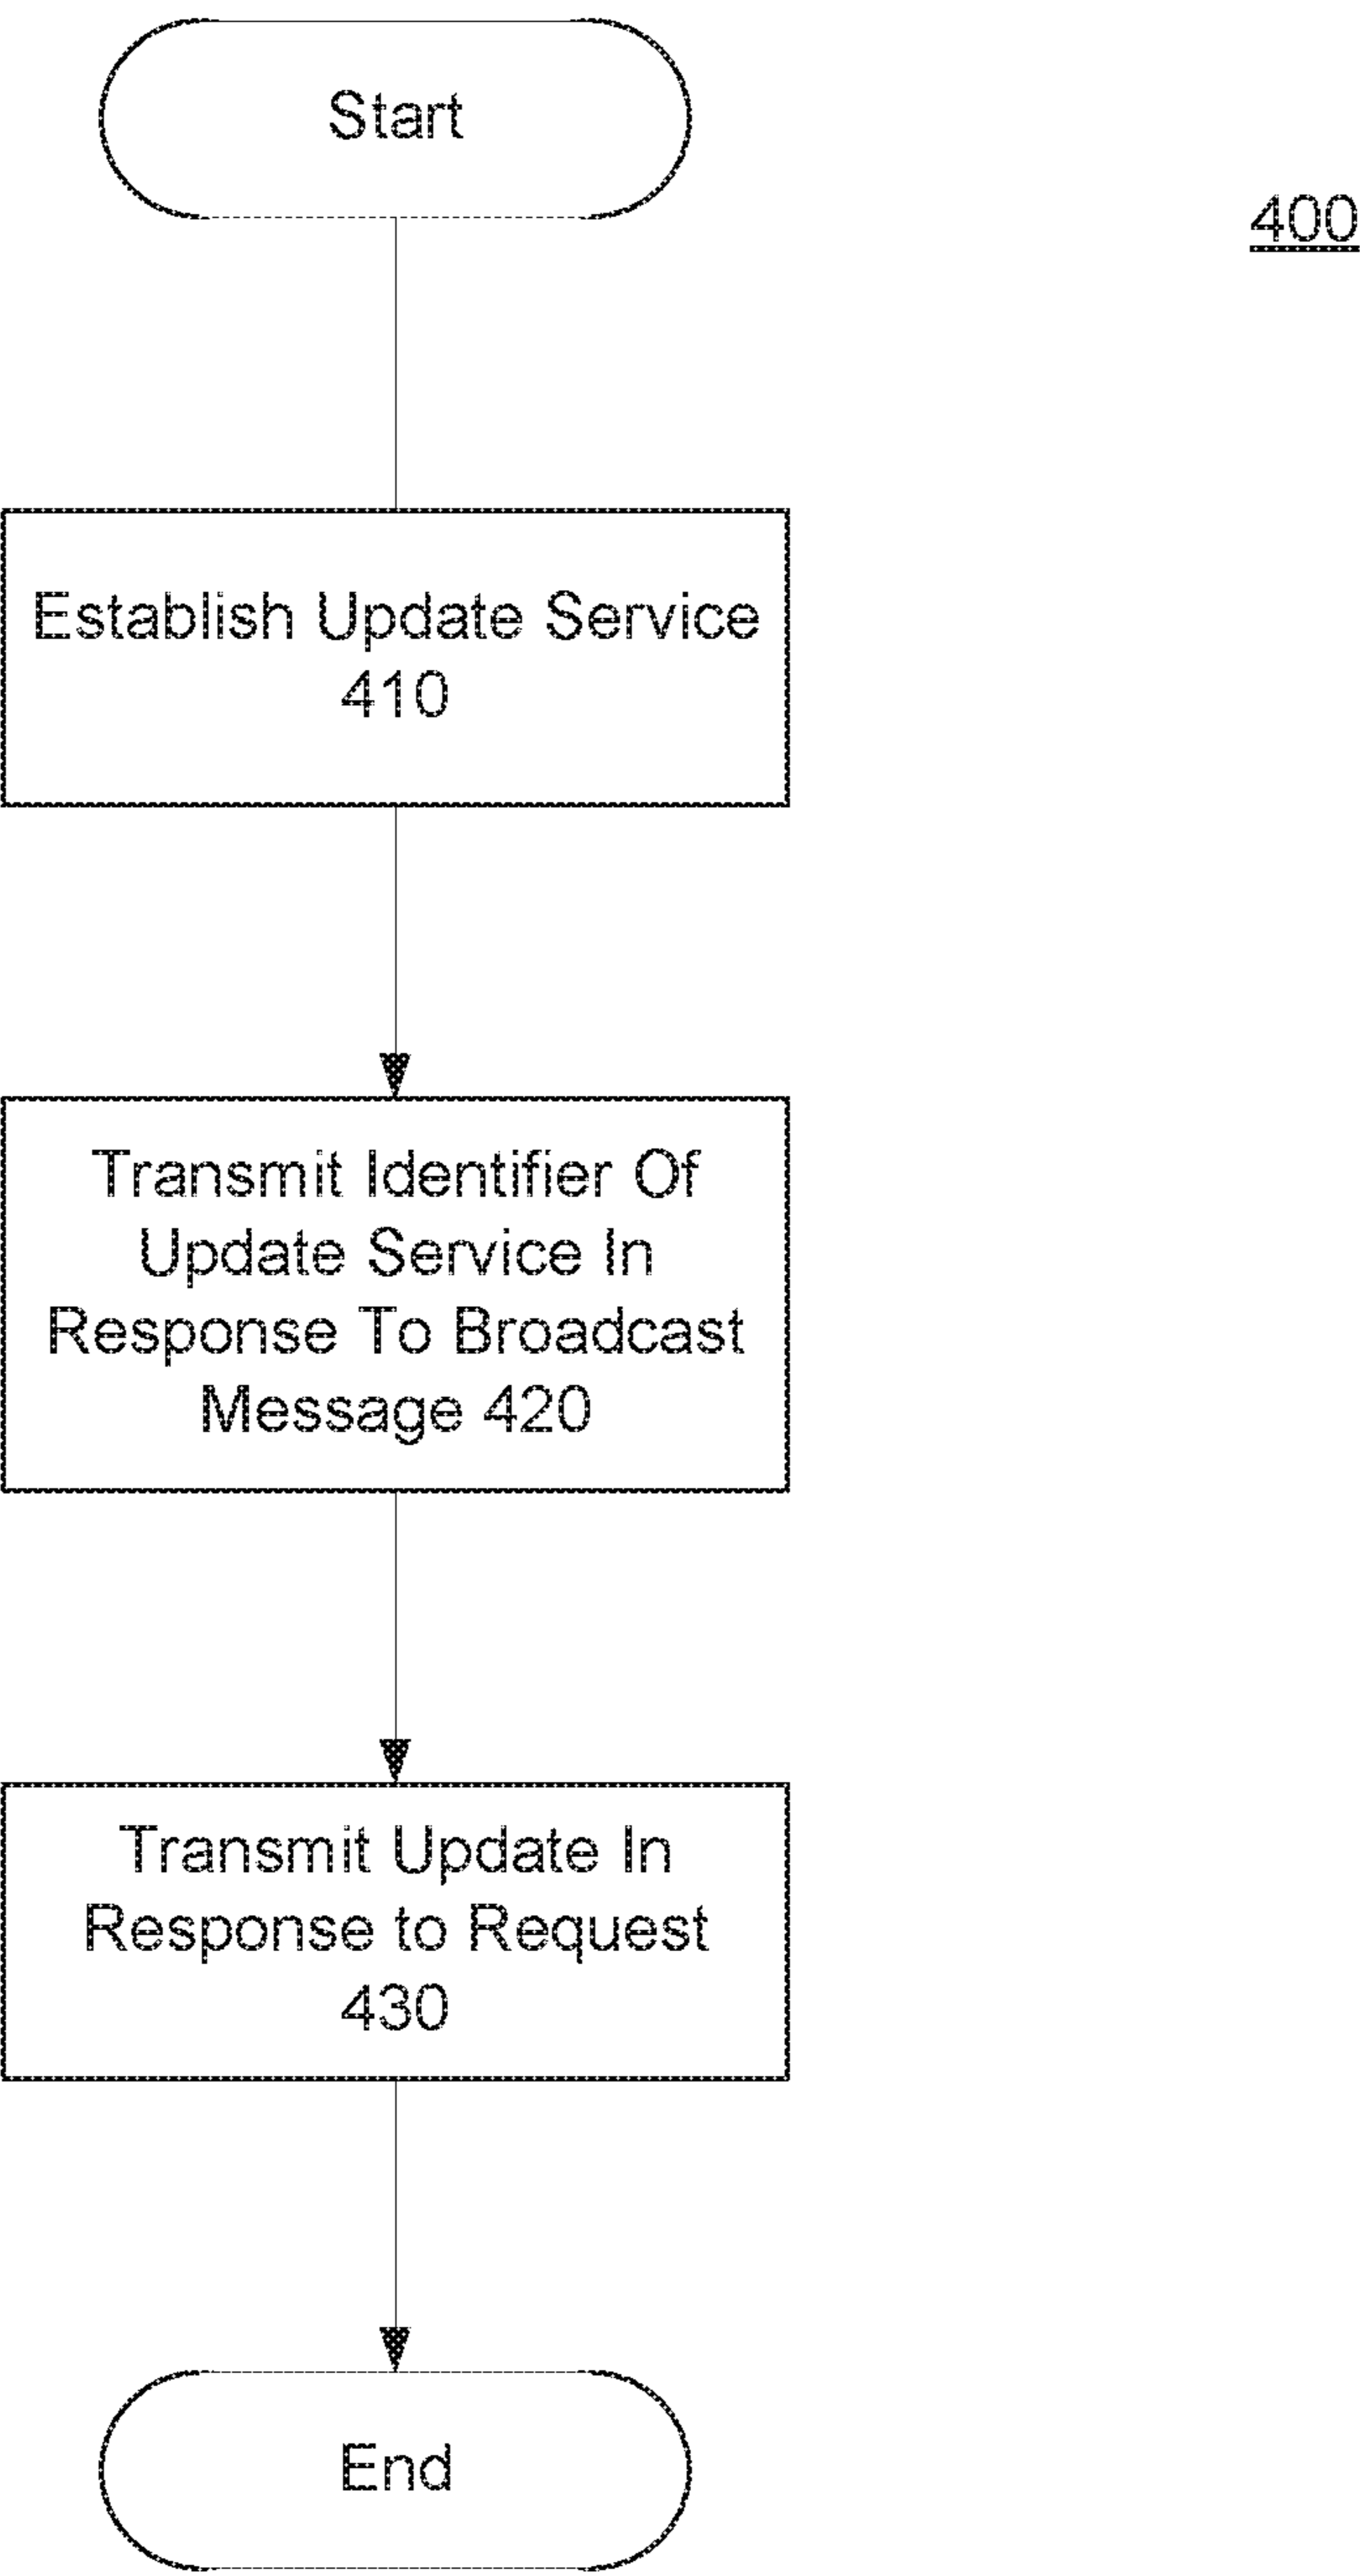 Start
400
Establish Update Service
410
Transmit Identifier Of
Update Service In
Response To Broadcast
Message 420
Transmit Update In
Response to Request
430
End